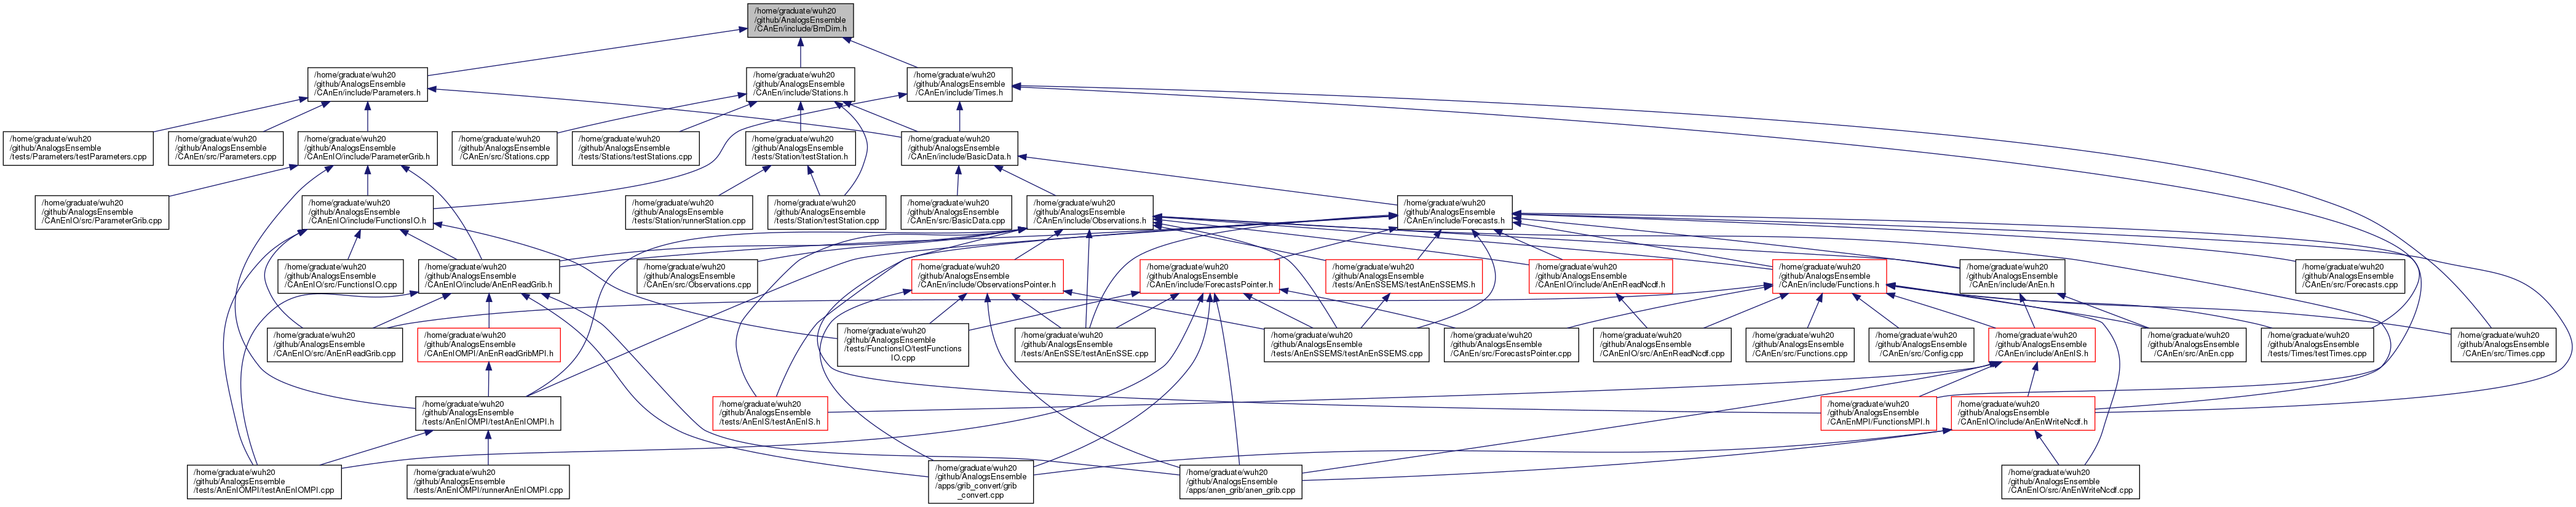 /home/graduate/wuh20
/github/AnalogsEnsemble
/CAnEn/include/BmDim.h
/home/graduate/wuh20
/github/AnalogsEnsemble
/CAnEn/include/Parameters.h
/home/graduate/wuh20
/github/AnalogsEnsemble
/CAnEn/include/Stations.h
/home/graduate/wuh20
/github/AnalogsEnsemble
/CAnEn/include/Times.h
/home/graduate/wuh20
/github/AnalogsEnsemble
/tests/Parameters/testParameters.cpp
/home/graduate/wuh20
/github/AnalogsEnsemble
/CAnEn/src/Parameters.cpp
/home/graduate/wuh20
/github/AnalogsEnsemble
/CAnEnIO/include/ParameterGrib.h
/home/graduate/wuh20
/github/AnalogsEnsemble
/CAnEn/src/Stations.cpp
/home/graduate/wuh20
/github/AnalogsEnsemble
/tests/Stations/testStations.cpp
/home/graduate/wuh20
/github/AnalogsEnsemble
/tests/Station/testStation.h
/home/graduate/wuh20
/github/AnalogsEnsemble
/CAnEn/include/BasicData.h
/home/graduate/wuh20
/github/AnalogsEnsemble
/CAnEnIO/src/ParameterGrib.cpp
/home/graduate/wuh20
/github/AnalogsEnsemble
/CAnEnIO/include/FunctionsIO.h
/home/graduate/wuh20
/github/AnalogsEnsemble
/tests/Station/runnerStation.cpp
/home/graduate/wuh20
/github/AnalogsEnsemble
/tests/Station/testStation.cpp
/home/graduate/wuh20
/github/AnalogsEnsemble
/CAnEn/src/BasicData.cpp
/home/graduate/wuh20
/github/AnalogsEnsemble
/CAnEn/include/Observations.h
/home/graduate/wuh20
/github/AnalogsEnsemble
/CAnEn/include/Forecasts.h
/home/graduate/wuh20
/github/AnalogsEnsemble
/CAnEnIO/src/FunctionsIO.cpp
/home/graduate/wuh20
/github/AnalogsEnsemble
/CAnEnIO/include/AnEnReadGrib.h
/home/graduate/wuh20
/github/AnalogsEnsemble
/CAnEn/src/Observations.cpp
/home/graduate/wuh20
/github/AnalogsEnsemble
/CAnEn/include/ObservationsPointer.h
/home/graduate/wuh20
/github/AnalogsEnsemble
/CAnEn/include/ForecastsPointer.h
/home/graduate/wuh20
/github/AnalogsEnsemble
/tests/AnEnSSEMS/testAnEnSSEMS.h
/home/graduate/wuh20
/github/AnalogsEnsemble
/CAnEnIO/include/AnEnReadNcdf.h
/home/graduate/wuh20
/github/AnalogsEnsemble
/CAnEn/include/Functions.h
/home/graduate/wuh20
/github/AnalogsEnsemble
/CAnEn/include/AnEn.h
/home/graduate/wuh20
/github/AnalogsEnsemble
/CAnEn/src/Forecasts.cpp
/home/graduate/wuh20
/github/AnalogsEnsemble
/CAnEnIO/src/AnEnReadGrib.cpp
/home/graduate/wuh20
/github/AnalogsEnsemble
/CAnEnIOMPI/AnEnReadGribMPI.h
/home/graduate/wuh20
/github/AnalogsEnsemble
/tests/FunctionsIO/testFunctions
IO.cpp
/home/graduate/wuh20
/github/AnalogsEnsemble
/tests/AnEnSSE/testAnEnSSE.cpp
/home/graduate/wuh20
/github/AnalogsEnsemble
/tests/AnEnSSEMS/testAnEnSSEMS.cpp
/home/graduate/wuh20
/github/AnalogsEnsemble
/CAnEn/src/ForecastsPointer.cpp
/home/graduate/wuh20
/github/AnalogsEnsemble
/CAnEnIO/src/AnEnReadNcdf.cpp
/home/graduate/wuh20
/github/AnalogsEnsemble
/CAnEn/src/Functions.cpp
/home/graduate/wuh20
/github/AnalogsEnsemble
/CAnEn/src/Config.cpp
/home/graduate/wuh20
/github/AnalogsEnsemble
/CAnEn/include/AnEnIS.h
/home/graduate/wuh20
/github/AnalogsEnsemble
/CAnEn/src/AnEn.cpp
/home/graduate/wuh20
/github/AnalogsEnsemble
/tests/Times/testTimes.cpp
/home/graduate/wuh20
/github/AnalogsEnsemble
/CAnEn/src/Times.cpp
/home/graduate/wuh20
/github/AnalogsEnsemble
/tests/AnEnIOMPI/testAnEnIOMPI.h
/home/graduate/wuh20
/github/AnalogsEnsemble
/tests/AnEnIS/testAnEnIS.h
/home/graduate/wuh20
/github/AnalogsEnsemble
/CAnEnMPI/FunctionsMPI.h
/home/graduate/wuh20
/github/AnalogsEnsemble
/CAnEnIO/include/AnEnWriteNcdf.h
/home/graduate/wuh20
/github/AnalogsEnsemble
/tests/AnEnIOMPI/testAnEnIOMPI.cpp
/home/graduate/wuh20
/github/AnalogsEnsemble
/tests/AnEnIOMPI/runnerAnEnIOMPI.cpp
/home/graduate/wuh20
/github/AnalogsEnsemble
/apps/grib_convert/grib
_convert.cpp
/home/graduate/wuh20
/github/AnalogsEnsemble
/apps/anen_grib/anen_grib.cpp
/home/graduate/wuh20
/github/AnalogsEnsemble
/CAnEnIO/src/AnEnWriteNcdf.cpp